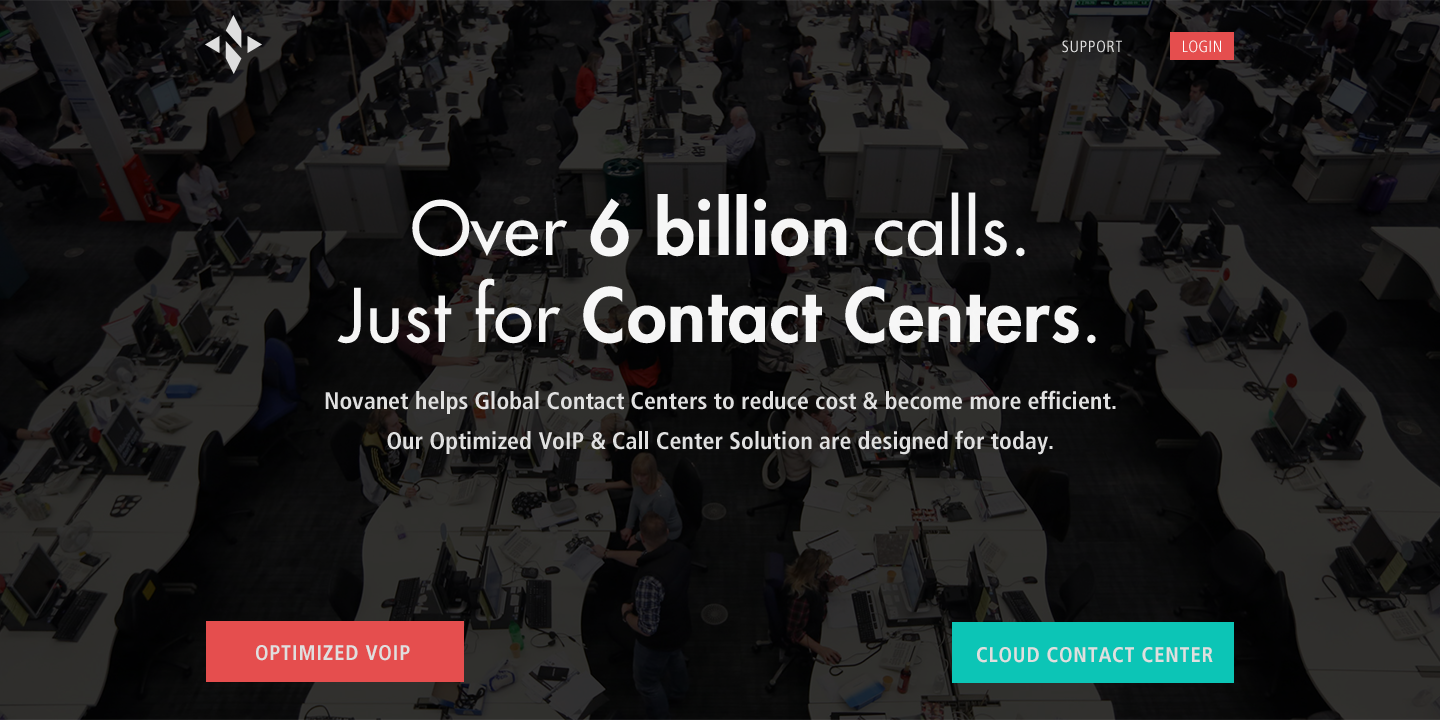 SUPPORT
LOGIN
Over 6 billion calls.
Just for Contact Centers.
Novanet helps Global Contact Centers to reduce cost & become more efficient.
Our Optimized VoIP & Call Center Solution are designed for today.
OPTIMIZED VOIP
CLOUD CONTACT CENTER